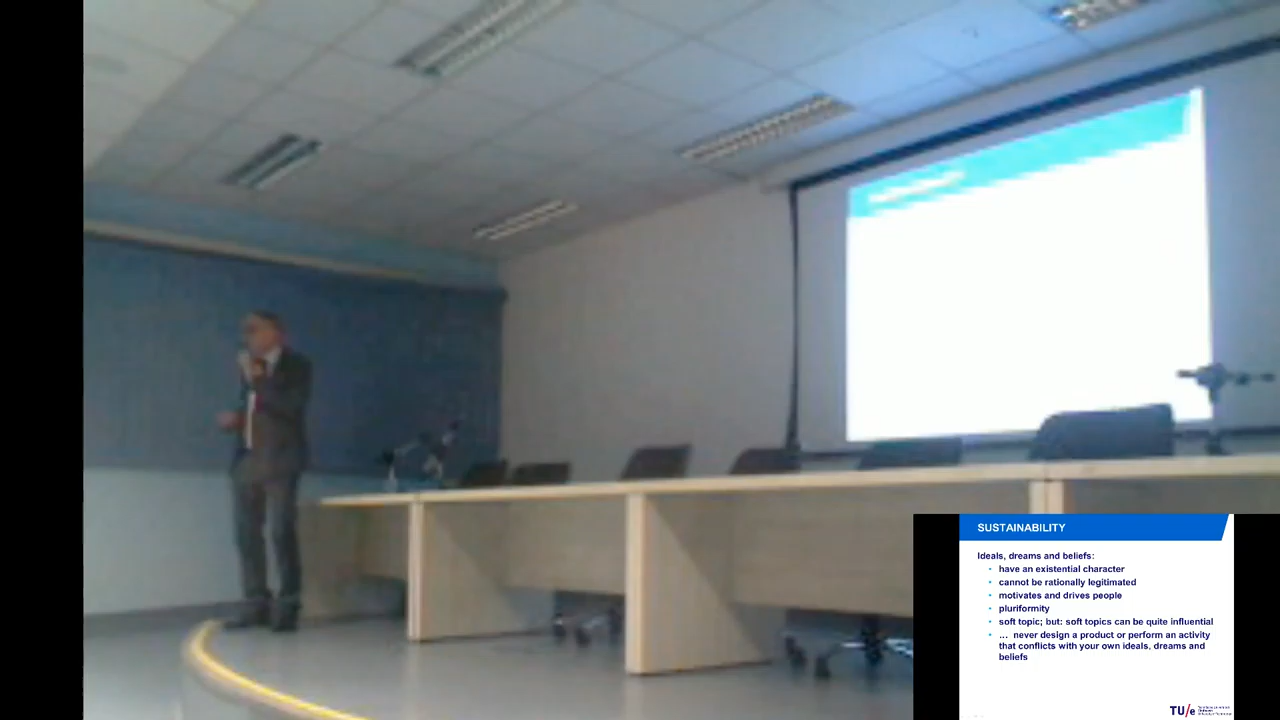 SUSTAINABILITY
Ideals, dreams and beliefs:
• have an existential character
• cannot be rationally legitimated
• motivates and drives people
• pluriformity
• soft topic; but: soft topics can be quite influential
• ... never design a product or perform an activity
that conflicts with your own ideals, dreams and
beliefs
TU/e